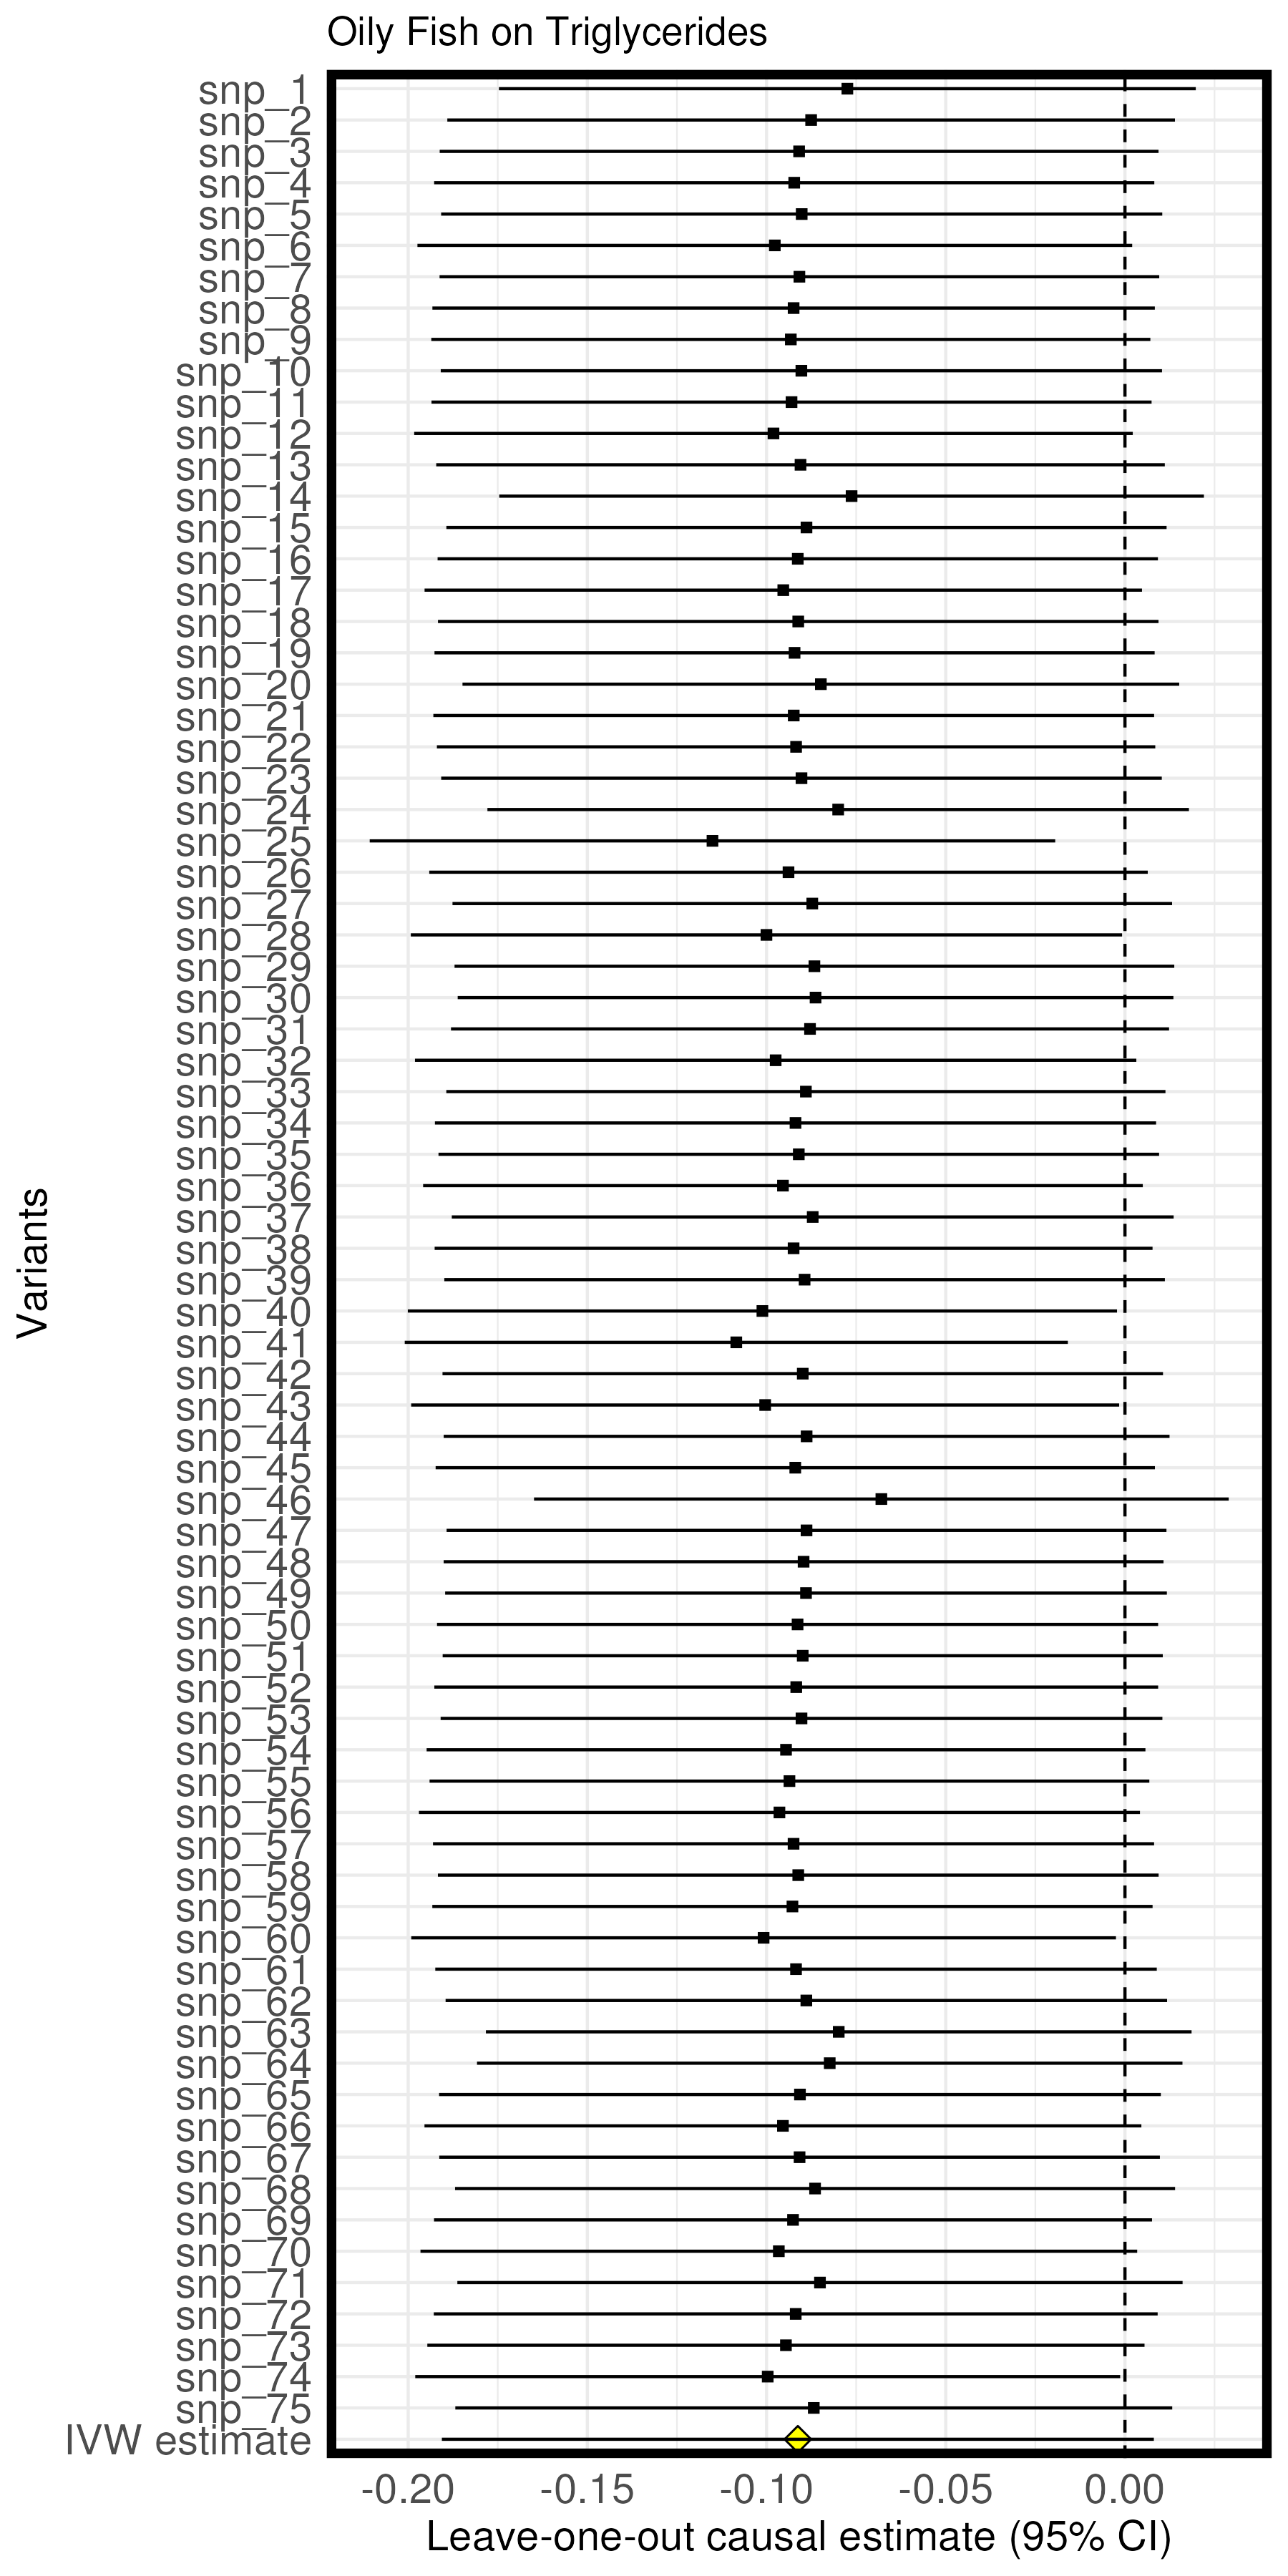 Oily Fish on Triglycerides
snp_1
snp_2
snp_3
snp_4
snp_5
snp_6
snp_7
snp_8
snp_9
snp_10
snp_11
snp_12
snp_13
snp_14
snp_15
snp_16
snp_17
snp_18
snp_19
snp_20
snp_21
snp_22
snp_23
snp_24
snp_25
snp_26
snp_27
snp_28
snp_29
snp_30
snp_31
snp_32
snp_33
snp_34
snp_35
snp_36
snp_37
snp_38
snp_39
snp_40
snp_41
snp_42
snp_43
snp_44
snp_45
snp_46
snp_47
snp_48
snp_49
snp_50
snp_51
snp_52
snp_53
snp_54
snp_55
snp_56
snp_57
snp_58
snp_59
snp_60
snp_61
snp_62
snp_63
snp_64
snp_65
snp_66
snp_67
snp_68
snp_69
snp_70
snp_71
snp_72
snp_73
snp_74
snp_75
IVW estimate
Variants
-0.20 -0.15 -0.10 -0.05 0.00
Leave-one-out causal estimate (95% CI)